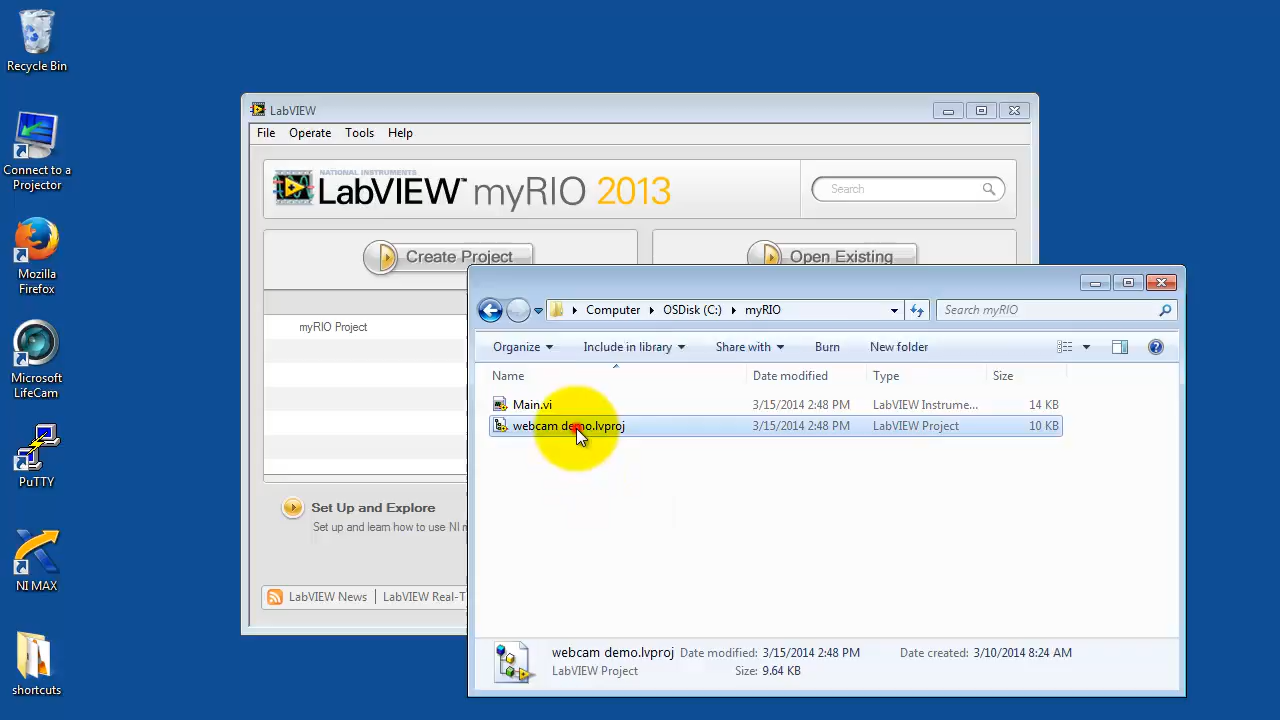 Recycle Bin
Connect to a
Projector
Mozilla
Firefox
Microsoft
LifeCam
PuTTY
NI MAX
shortcuts
LabVIEW
File Operate Tools Help
NATIONAL INSTRUMENTS
LabVIEW™ myRIO 2013
Search
Create Project
Open Existing
myRIO Project
Set Up and Explore
Set up and learn how to use NI
LabVIEW News | LabVIEW Real-T
Computer OSDisk (C:) myRIO
Search myRIO
Organize Include in library Share with Burn New folder
Name Date modified Type Size
Main.vi 3/15/2014 2:48 PM LabVIEW Instrume... 14 KB
webcam demo.lvproj 3/15/2014 2:48 PM LabVIEW Project 10 KB
webcam demo.lvproj Date modified: 3/15/2014 2:48 PM Date created: 3/10/2014 8:24 AM
LabVIEW Project Size: 9.64 KB